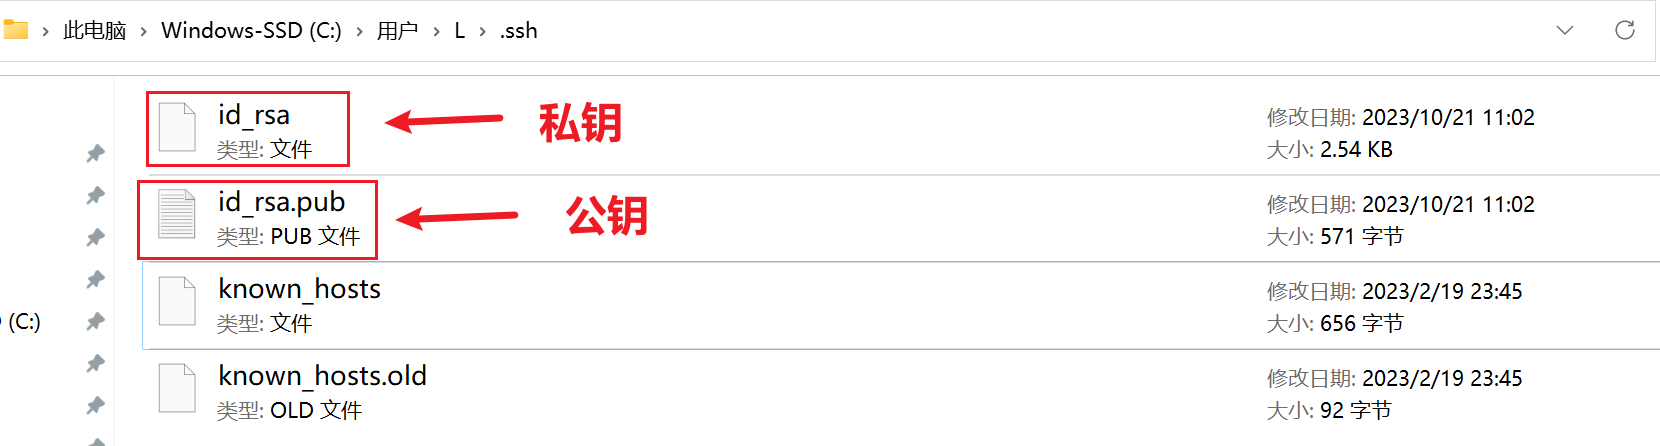 此电脑 › Windows-SSD (C:) › 用户 › L › .ssh
id_rsa
类型: 文件
私钥
修改日期: 2023/10/21 11:02
大小: 2.54 KB
id_rsa.pub
类型: PUB 文件
公钥
修改日期: 2023/10/21 11:02
大小: 571 字节
known_hosts
类型: 文件
修改日期: 2023/2/19 23:45
大小: 656 字节
(C:)
known_hosts.old
类型: OLD 文件
修改日期: 2023/2/19 23:45
大小: 92 字节